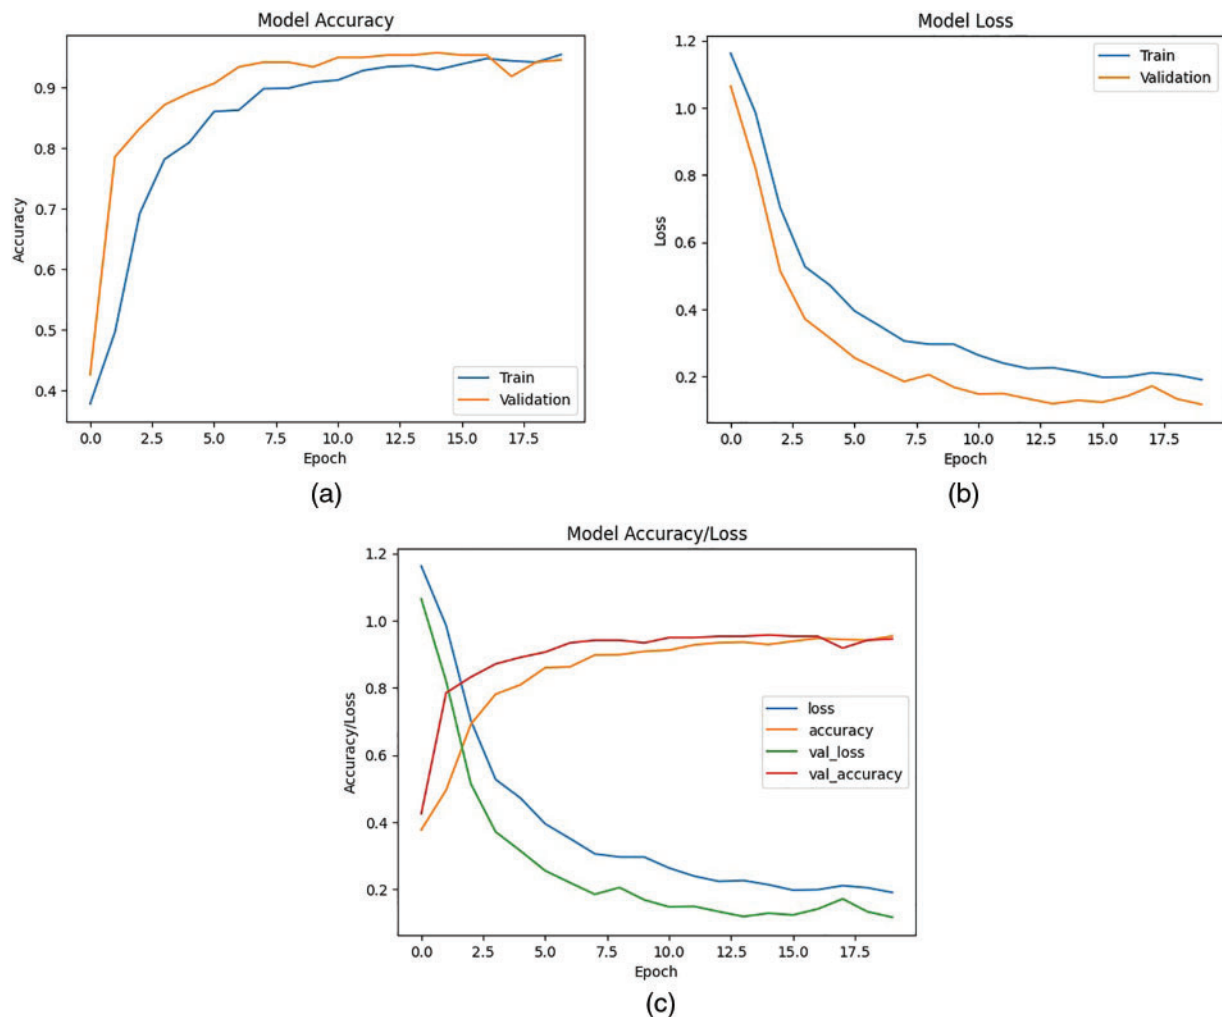 Model Accuracy
Accuracy
0.9
0.8
0.7
0.6
0.5
0.4
Train
Validation
0.0 2.5 5.0 7.5 10.0 12.5 15.0 17.5
Epoch
(a)
Model Loss
Loss
1.2
1.0
0.8
0.6
0.4
0.2
Train
Validation
0.0 2.5 5.0 7.5 10.0 12.5 15.0 17.5
Epoch
(b)
Model Accuracy/Loss
Accuracy/Loss
1.2
1.0
0.8
0.6
0.4
0.2
loss
accuracy
val_loss
val_accuracy
0.0 2.5 5.0 7.5 10.0 12.5 15.0 17.5
Epoch
(c)